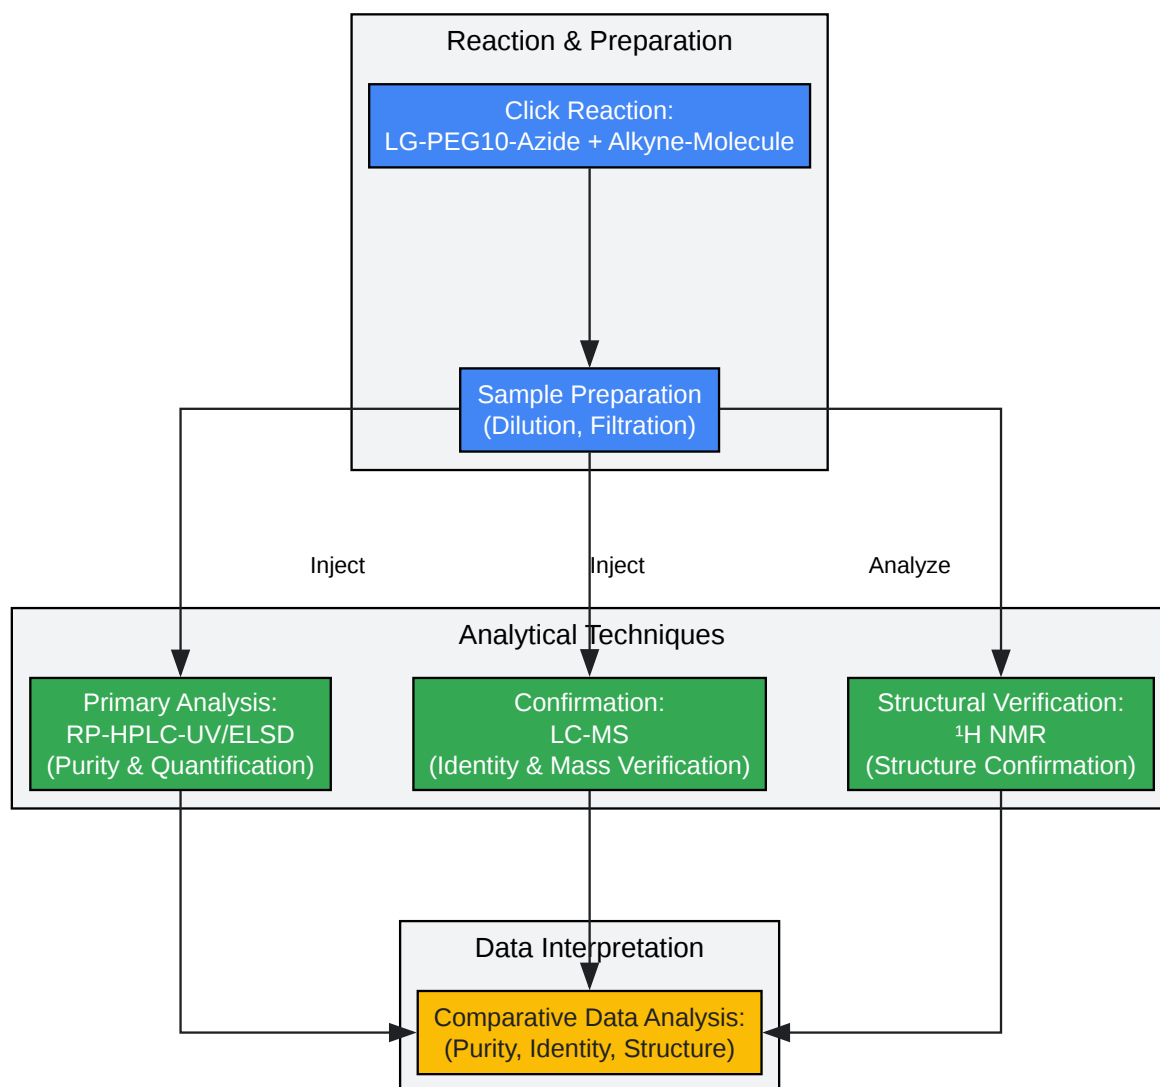 Reaction & Preparation
Click Reaction:
LG-PEG10-Azide + Alkyne-Molecule
Sample Preparation
(Dilution, Filtration)
Inject
Inject
Analyze
Analytical Techniques
Primary Analysis:
RP-HPLC-UV/ELSD
(Purity & Quantification)
Confirmation:
LC-MS
(Identity & Mass Verification)
Structural Verification:
¹H NMR
(Structure Confirmation)
Data Interpretation
Comparative Data Analysis:
(Purity, Identity, Structure)